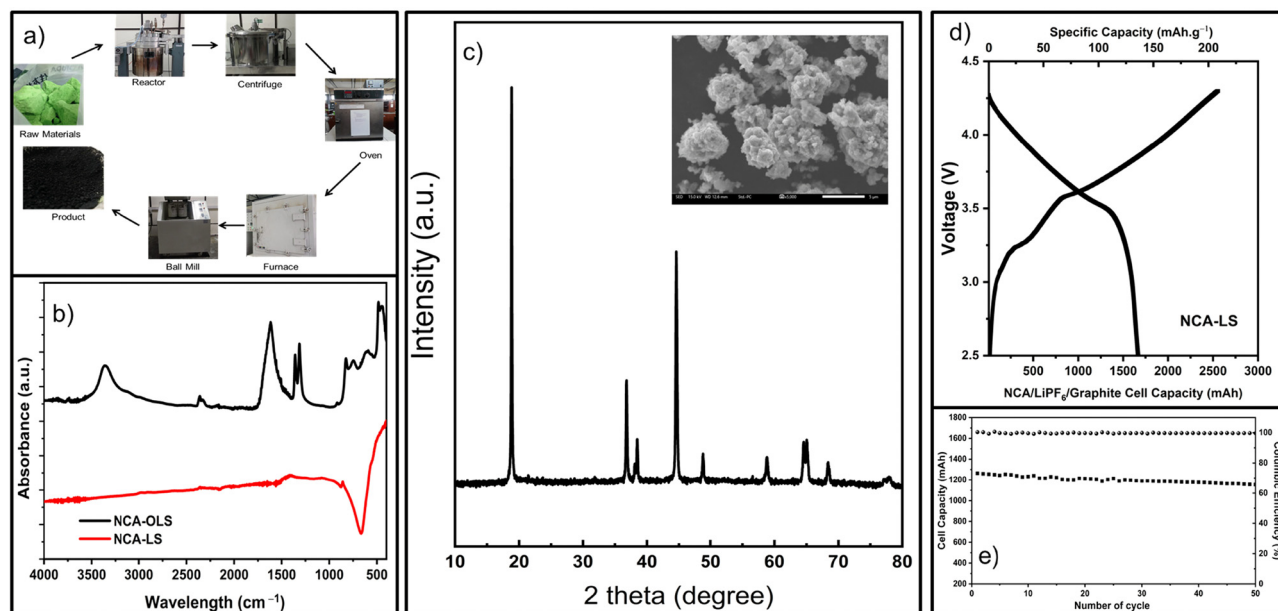 a)
Reactor
Centrifuge
Raw Materials
Oven
Product
Ball Mill
Furnace
b)
Absorbance (a.u.)
NCA-OLS
NCA-LS
4000 3500 3000 2500 2000 1500 1000 500
Wavelength (cm⁻¹)
c)
Intensity (a.u.)
10 20 30 40 50 60 70 80
2 theta (degree)
5 μm
d)
Specific Capacity (mAh.g⁻¹)
0 50 100 150 200
Voltage (V)
4.5
4.0
3.5
3.0
2.5
NCA-LS
500 1000 1500 2000 2500 3000
NCA/LiPF₆/Graphite Cell Capacity (mAh)
e)
Cell Capacity (mAh)
1800
1600
1400
1200
1000
800
600
400
200
100
80
60
40
20
0
Coulombic Efficiency (%)
0 10 20 30 40 50
Number of cycle